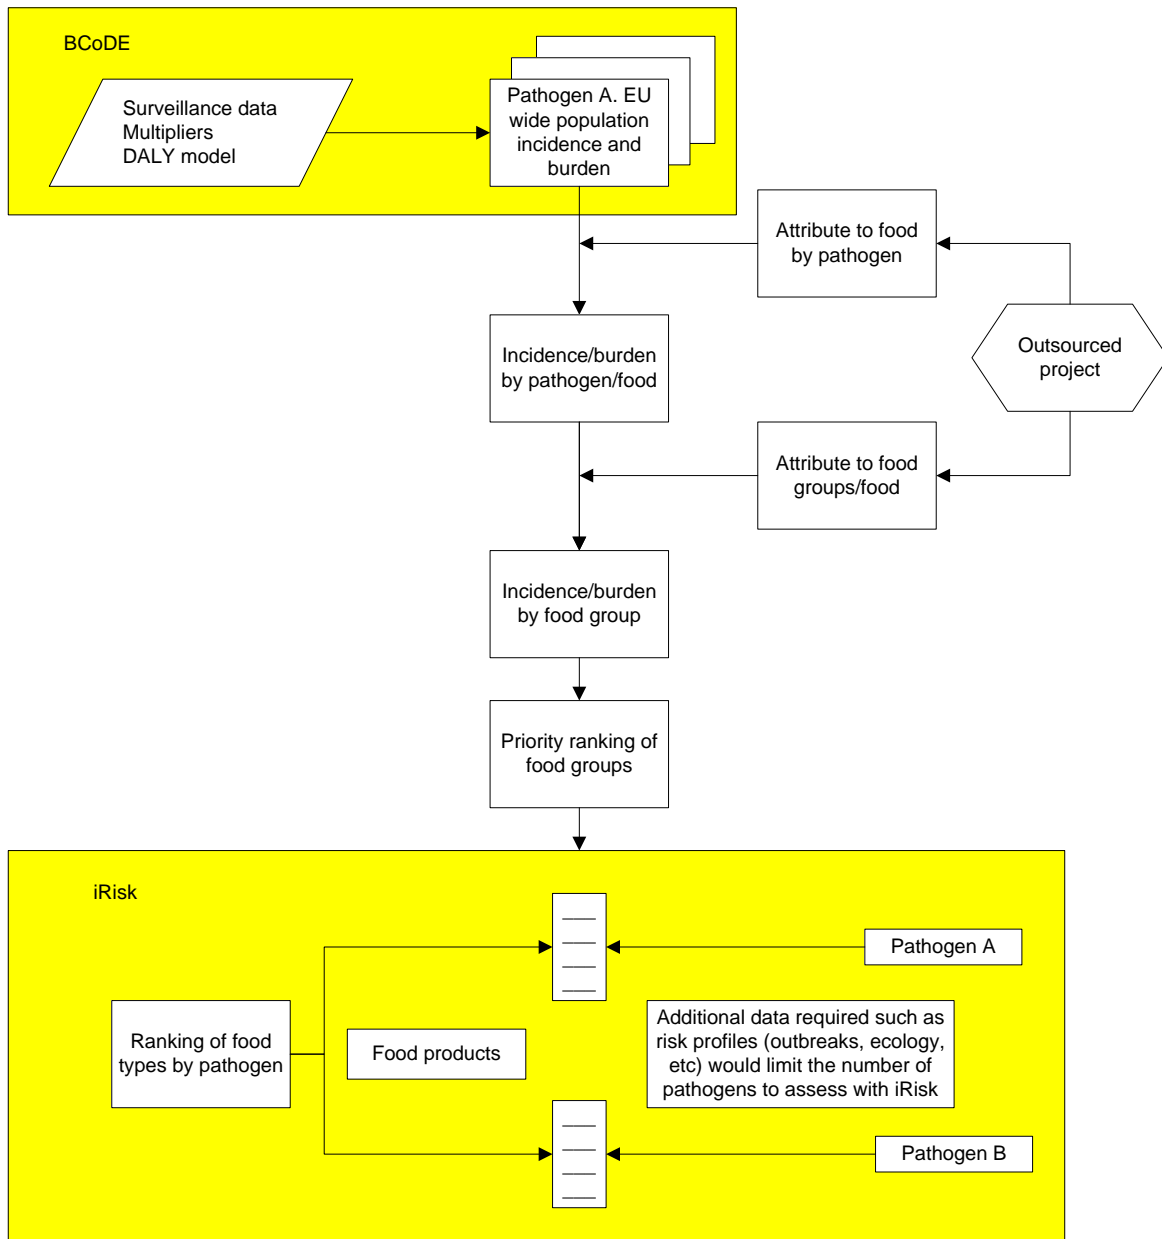 BCoDE
Surveillance data
Multipliers
DALY model
Pathogen A. EU
wide population
incidence and
burden
Attribute to food
by pathogen
Outsourced
project
Incidence/burden
by pathogen/food
Attribute to food
groups/food
Incidence/burden
by food group
Priority ranking of
food groups
iRisk
Pathogen A
Ranking of food
types by pathogen
Food products
Additional data required such as
risk profiles (outbreaks, ecology,
etc) would limit the number of
pathogens to assess with iRisk
Pathogen B